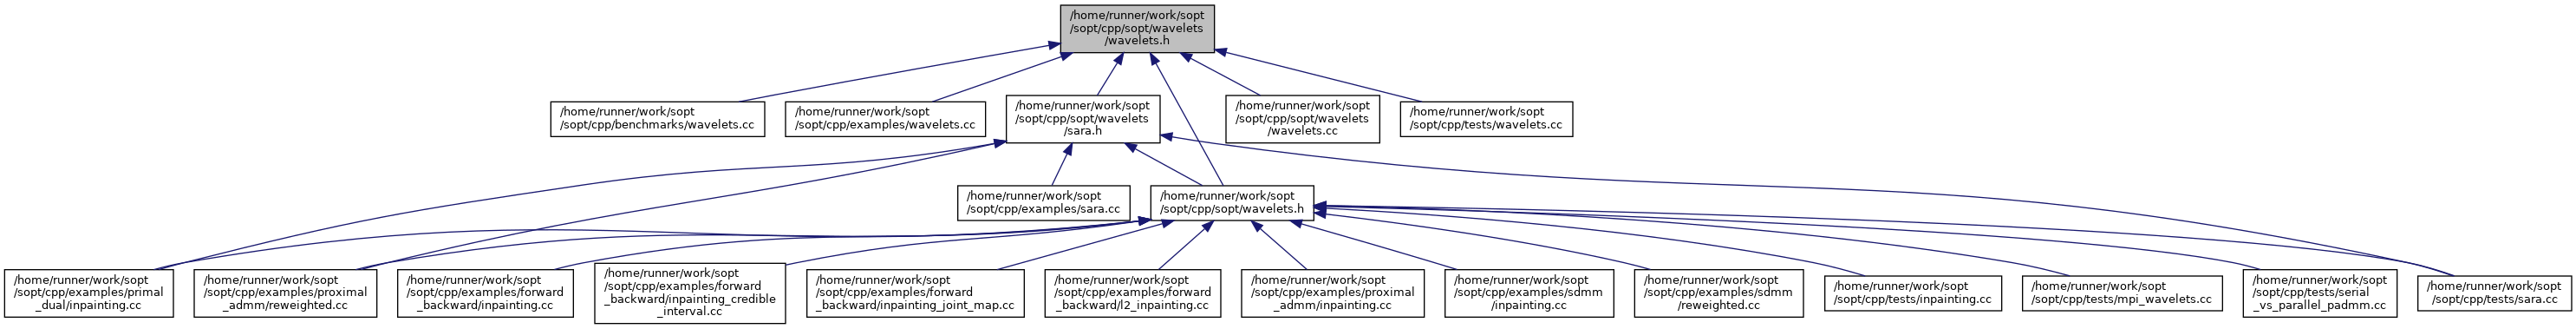 /home/runner/work/sopt
/sopt/cpp/sopt/wavelets
/wavelets.h
/home/runner/work/sopt
/sopt/cpp/benchmarks/wavelets.cc
/home/runner/work/sopt
/sopt/cpp/examples/wavelets.cc
/home/runner/work/sopt
/sopt/cpp/sopt/wavelets
/sara.h
/home/runner/work/sopt
/sopt/cpp/sopt/wavelets
/wavelets.cc
/home/runner/work/sopt
/sopt/cpp/tests/wavelets.cc
/home/runner/work/sopt
/sopt/cpp/examples/sara.cc
/home/runner/work/sopt
/sopt/cpp/sopt/wavelets.h
/home/runner/work/sopt
/sopt/cpp/examples/primal
_dual/inpainting.cc
/home/runner/work/sopt
/sopt/cpp/examples/proximal
_admm/reweighted.cc
/home/runner/work/sopt
/sopt/cpp/examples/forward
_backward/inpainting.cc
/home/runner/work/sopt
/sopt/cpp/examples/forward
_backward/inpainting_credible
_interval.cc
/home/runner/work/sopt
/sopt/cpp/examples/forward
_backward/inpainting_joint_map.cc
/home/runner/work/sopt
/sopt/cpp/examples/forward
_backward/l2_inpainting.cc
/home/runner/work/sopt
/sopt/cpp/examples/proximal
_admm/inpainting.cc
/home/runner/work/sopt
/sopt/cpp/examples/sdmm
/inpainting.cc
/home/runner/work/sopt
/sopt/cpp/examples/sdmm
/reweighted.cc
/home/runner/work/sopt
/sopt/cpp/tests/inpainting.cc
/home/runner/work/sopt
/sopt/cpp/tests/mpi_wavelets.cc
/home/runner/work/sopt
/sopt/cpp/tests/serial
_vs_parallel_padmm.cc
/home/runner/work/sopt
/sopt/cpp/tests/sara.cc